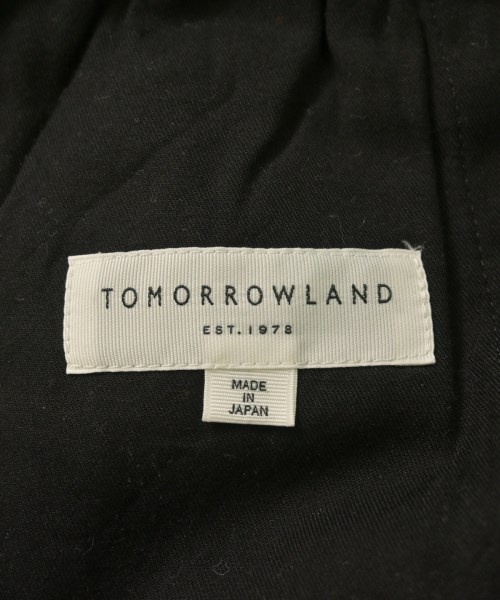 TOMORROWLAND
EST. 1978
MADE
IN
JAPAN